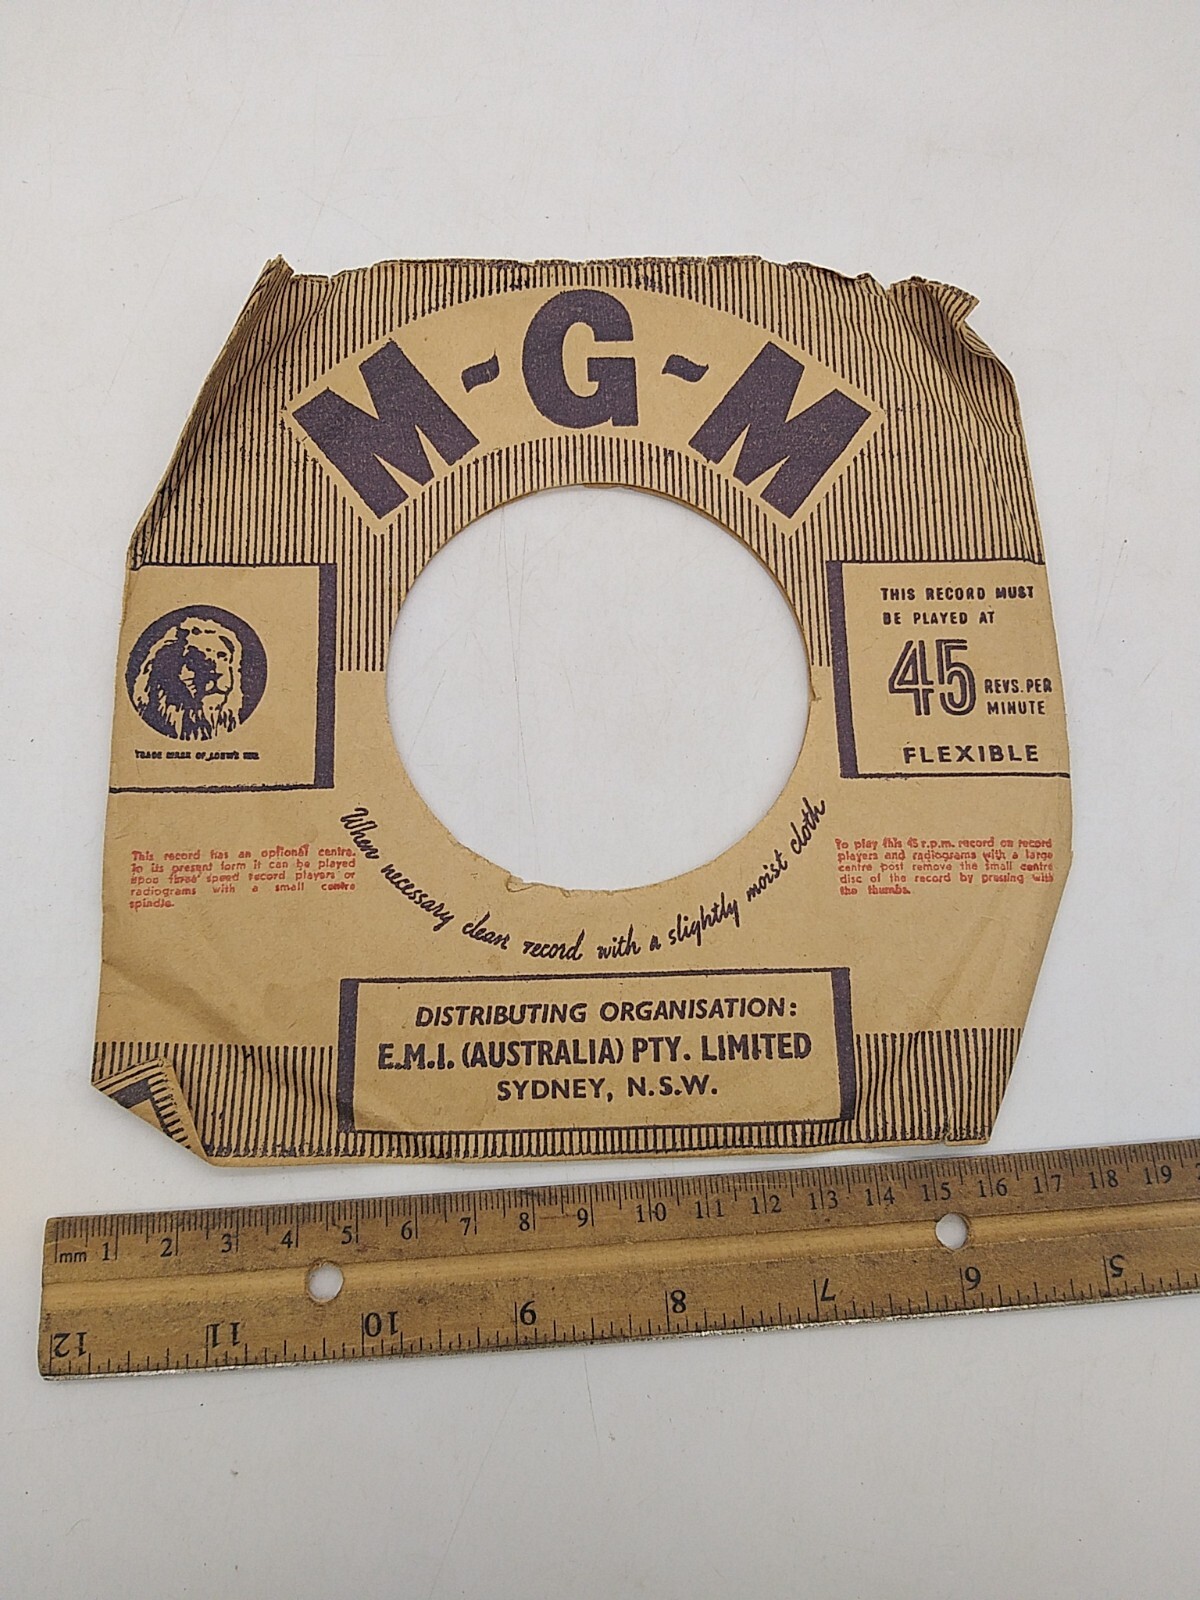 M-G-M
THIS RECORD MUST
BE PLAYED AT
45 REVS. PER
MINUTE
FLEXIBLE
TRADE MARK OF LOEW'S INC.
This record has an optional centre.
In its present form it can be played
upon three speed record players or
radiograms with a small centre
spindle.
To play this 45 r.p.m. record on record
players and radiograms with a large
centre post remove the small centre
disc of the record by pressing with
the thumbs.
When necessary clean record with a slightly moist cloth
DISTRIBUTING ORGANISATION:
E.M.I. (AUSTRALIA) PTY. LIMITED
SYDNEY, N.S.W.
mm 1 2 3 4 5 6 7 8 9 10 11 12 13 14 15 16 17 18 19
12 11 10 9 8 7 6 5